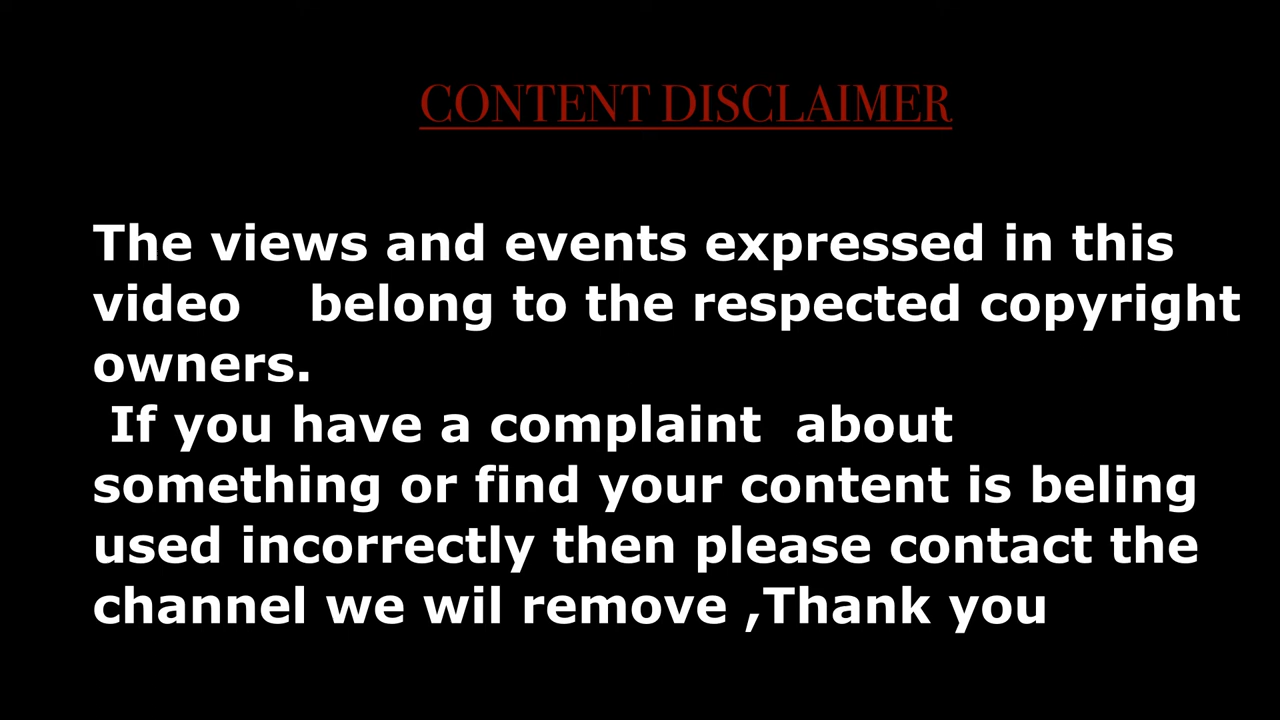 CONTENT DISCLAIMER
The views and events expressed in this
video    belong to the respected copyright
owners.
 If you have a complaint  about
something or find your content is beling
used incorrectly then please contact the
channel we wil remove ,Thank you